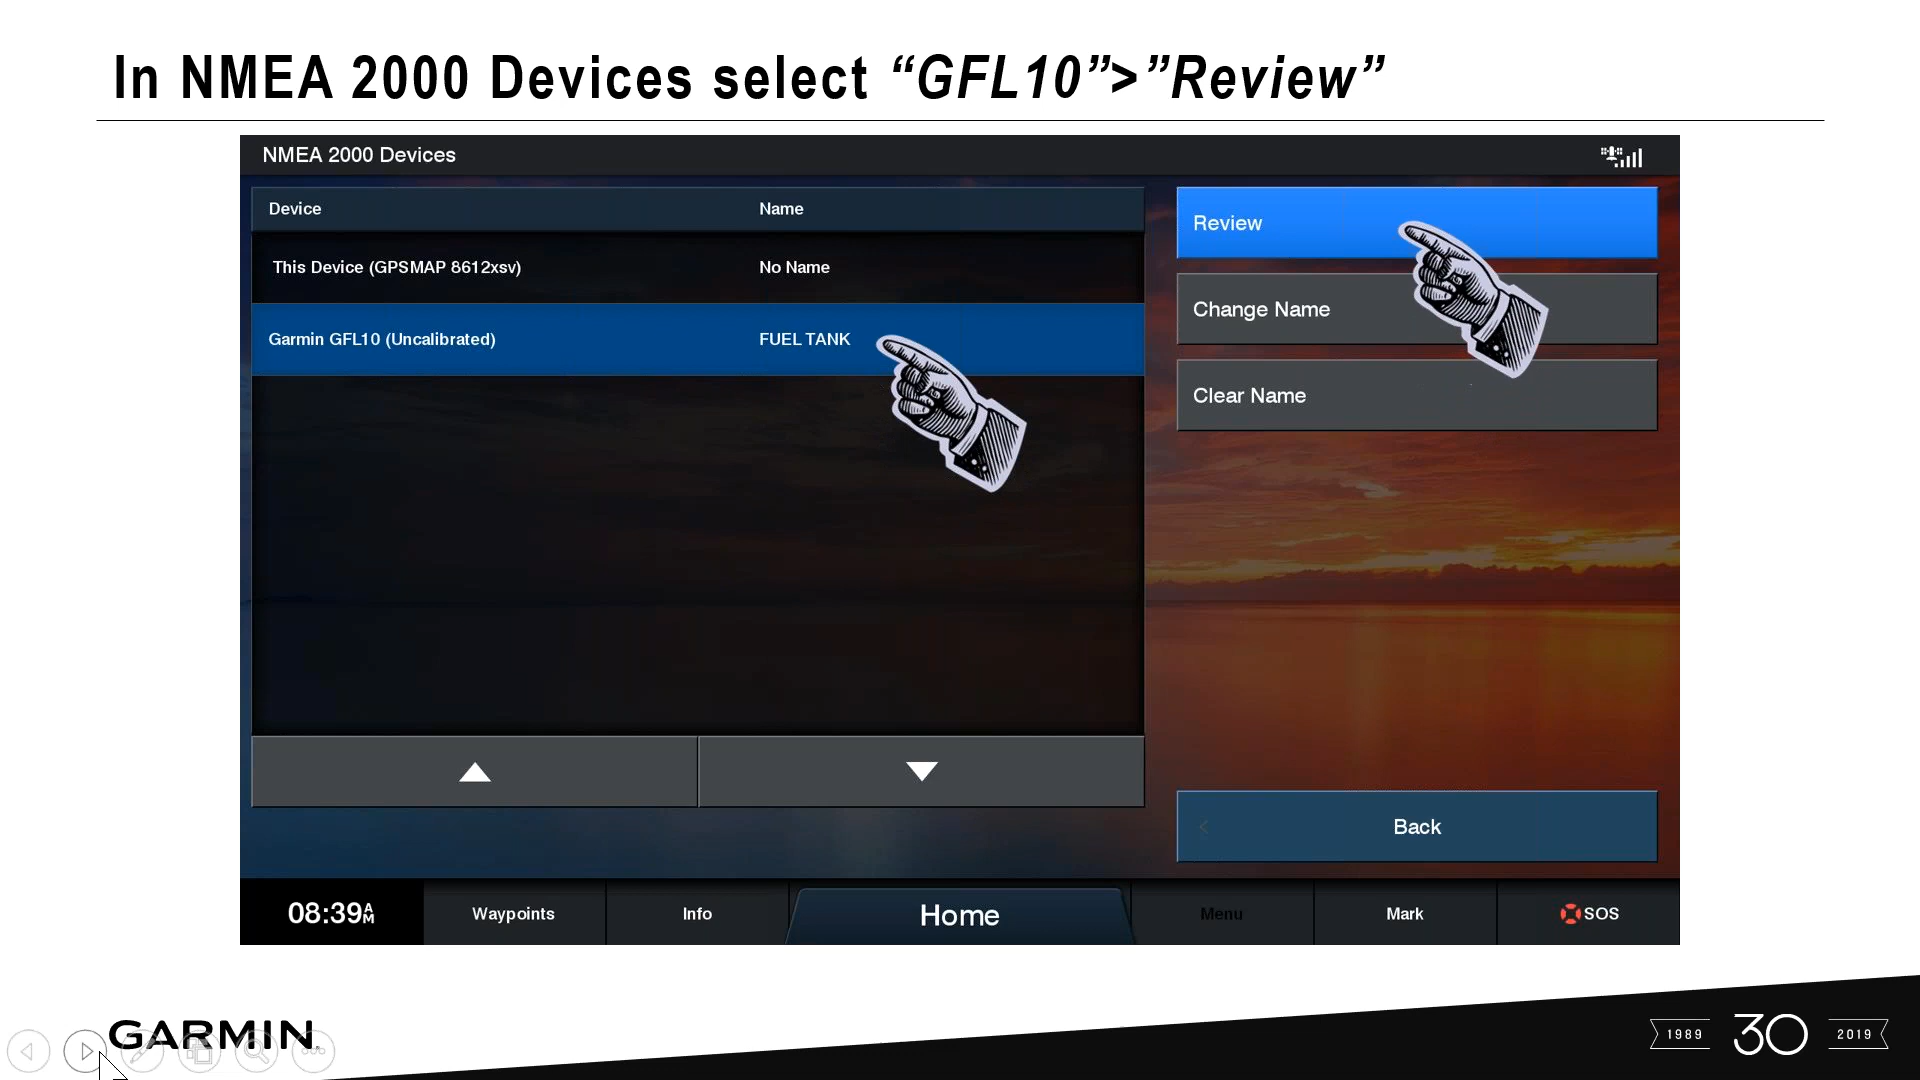 In NMEA 2000 Devices select “GFL10”>”Review”
NMEA 2000 Devices
Device Name
This Device (GPSMAP 8612xsv) No Name
Garmin GFL10 (Uncalibrated) FUEL TANK
Review
Change Name
Clear Name
Back
08:39AM Waypoints Info Home Menu Mark SOS
GARMIN
1989 30 2019